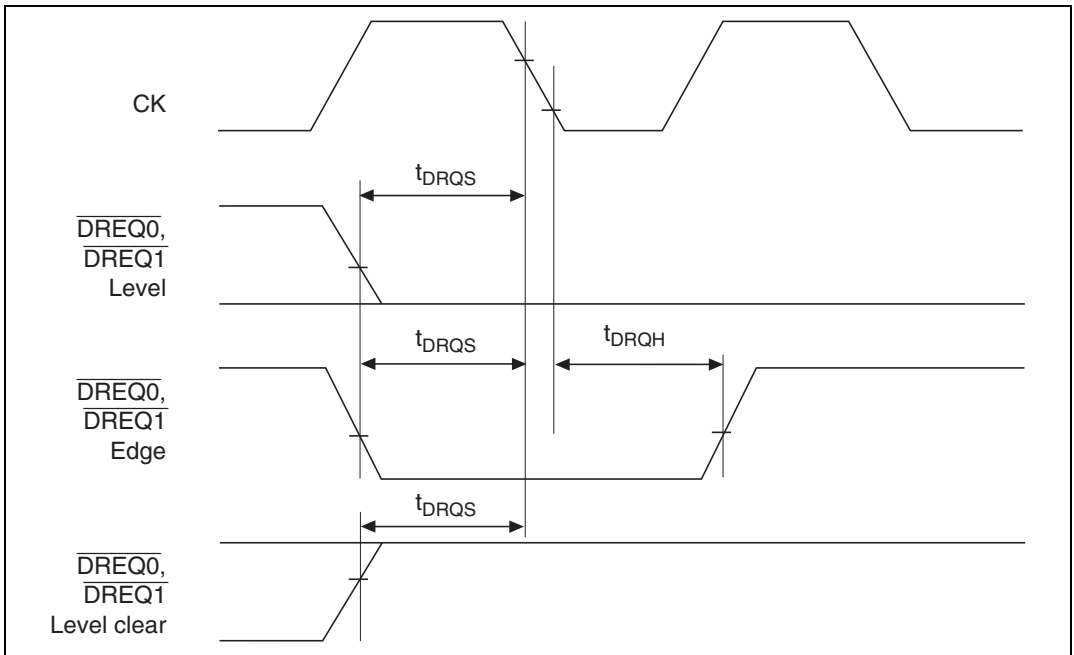 CK
tDRQS
DREQ0,
DREQ1
Level
tDRQS
tDRQH
DREQ0,
DREQ1
Edge
tDRQS
DREQ0,
DREQ1
Level clear